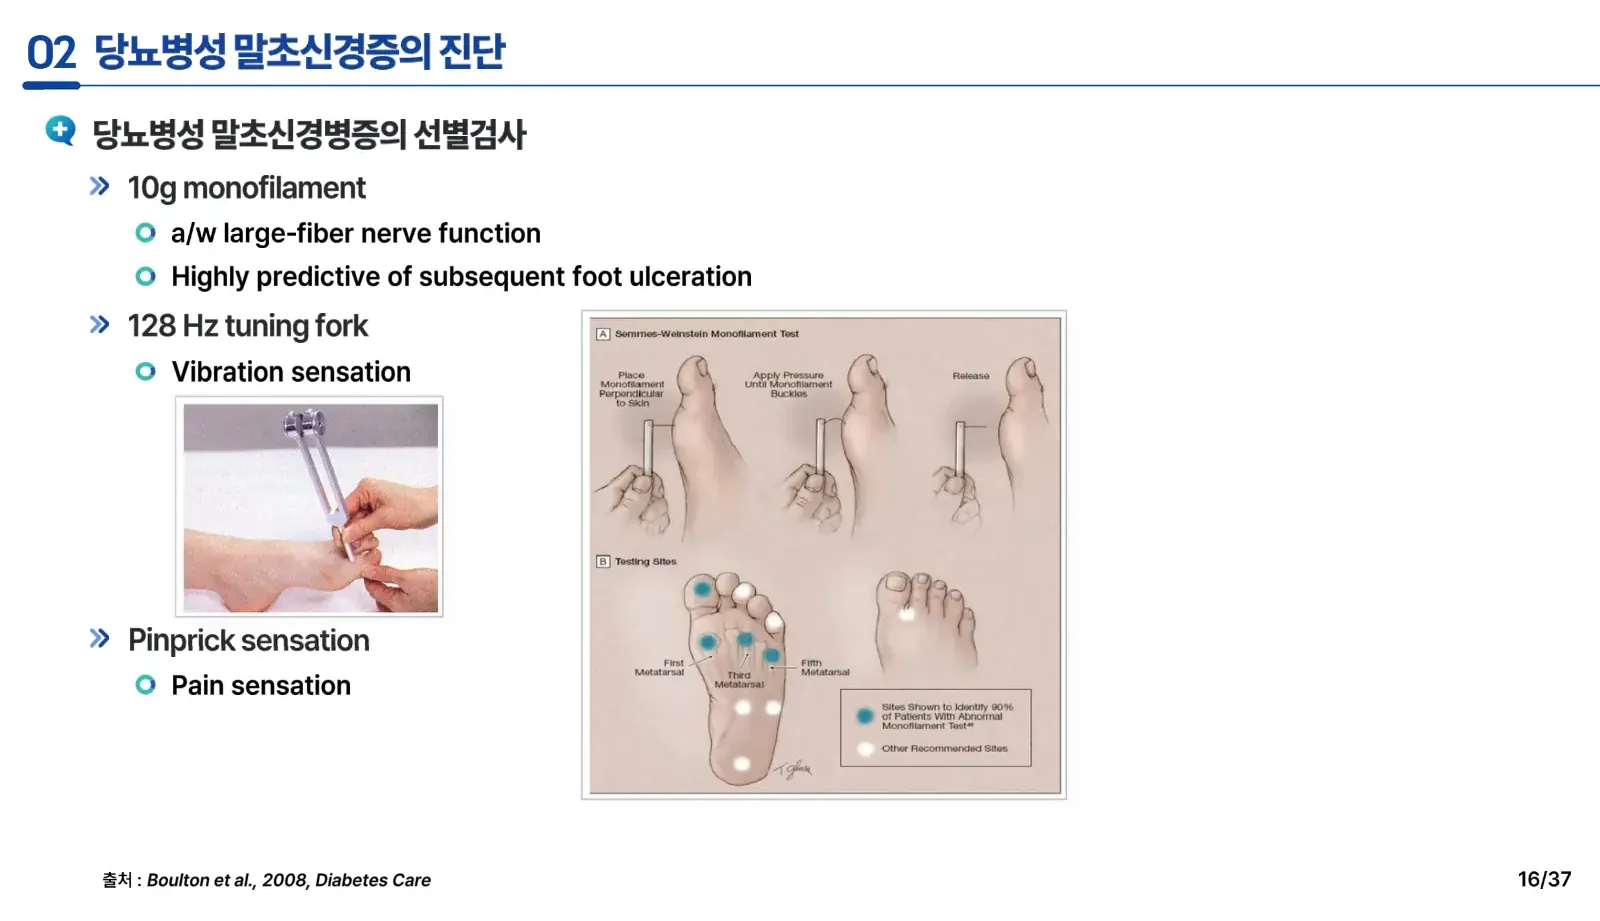 02 당뇨병성 말초신경증의 진단
당뇨병성 말초신경병증의 선별검사
10g monofilament
a/w large-fiber nerve function
Highly predictive of subsequent foot ulceration
128 Hz tuning fork
Vibration sensation
Pinprick sensation
Pain sensation
A Semmes-Weinstein Monofilament Test
Place
Monofilament
Perpendicular
to Skin
Apply Pressure
Until Monofilament
Buckles
Release
B Testing Sites
First
Metatarsal
Third
Metatarsal
Fifth
Metatarsal
Sites Shown to Identify 90%
of Patients With Abnormal
Monofilament Test
Other Recommended Sites
출처 : Boulton et al., 2008, Diabetes Care
16/37